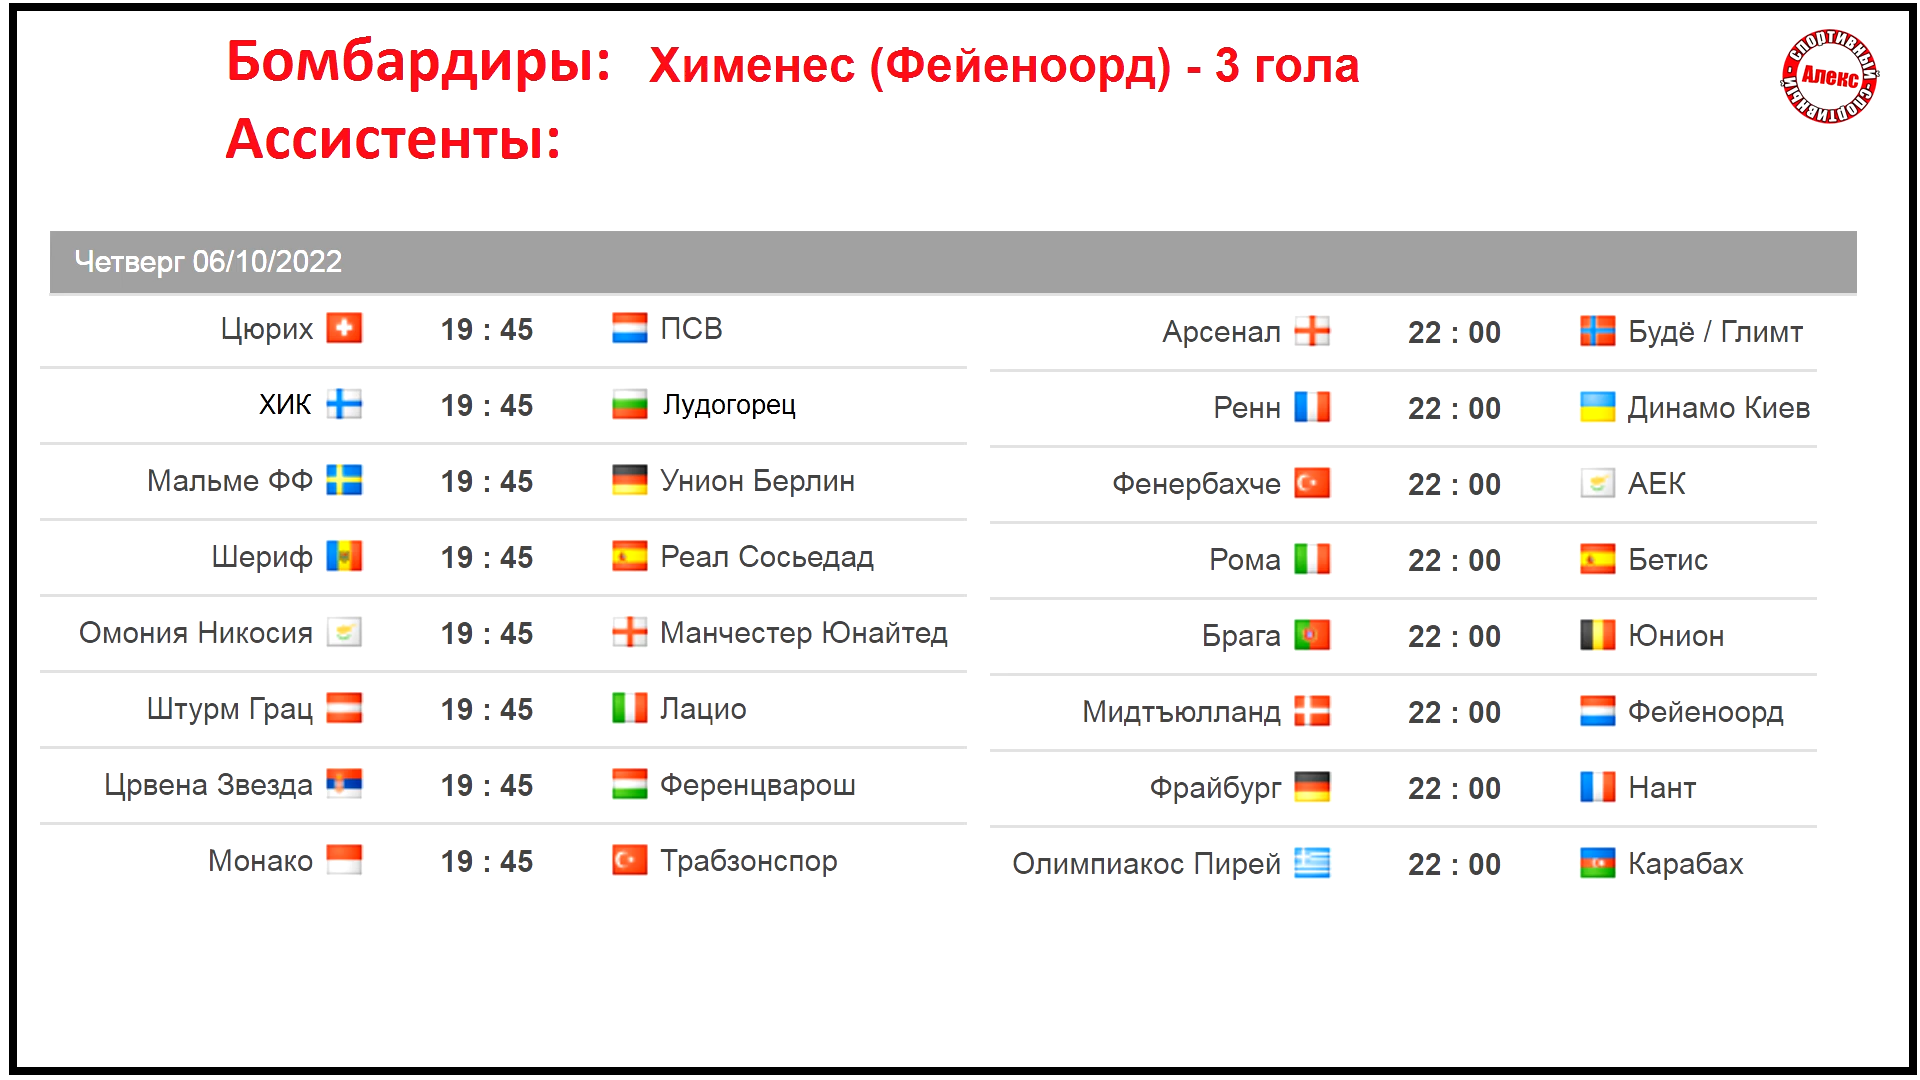 Бомбардиры: Хименес (Фейеноорд) - 3 гола
Ассистенты:
СПОРТИВНЫЙ - СПОРТИВНЫЙ -
Алекс
Четверг 06/10/2022
Цюрих 19 : 45 ПСВ
ХИК 19 : 45 Лудогорец
Мальме ФФ 19 : 45 Унион Берлин
Шериф 19 : 45 Реал Сосьедад
Омония Никосия 19 : 45 Манчестер Юнайтед
Штурм Грац 19 : 45 Лацио
Црвена Звезда 19 : 45 Ференцварош
Монако 19 : 45 Трабзонспор
Арсенал 22 : 00 Будё / Глимт
Ренн 22 : 00 Динамо Киев
Фенербахче 22 : 00 АЕК
Рома 22 : 00 Бетис
Брага 22 : 00 Юнион
Мидтъюлланд 22 : 00 Фейеноорд
Фрайбург 22 : 00 Нант
Олимпиакос Пирей 22 : 00 Карабах